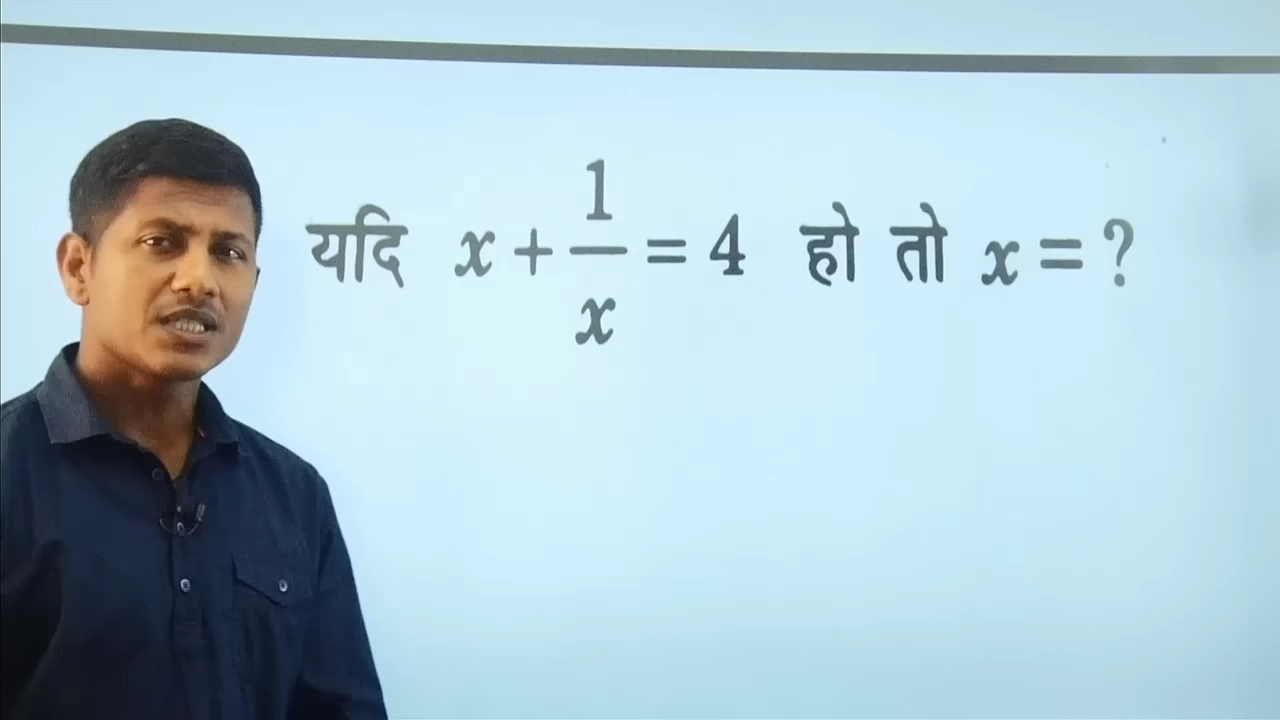 यदि x + 1/x = 4 हो तो x = ?